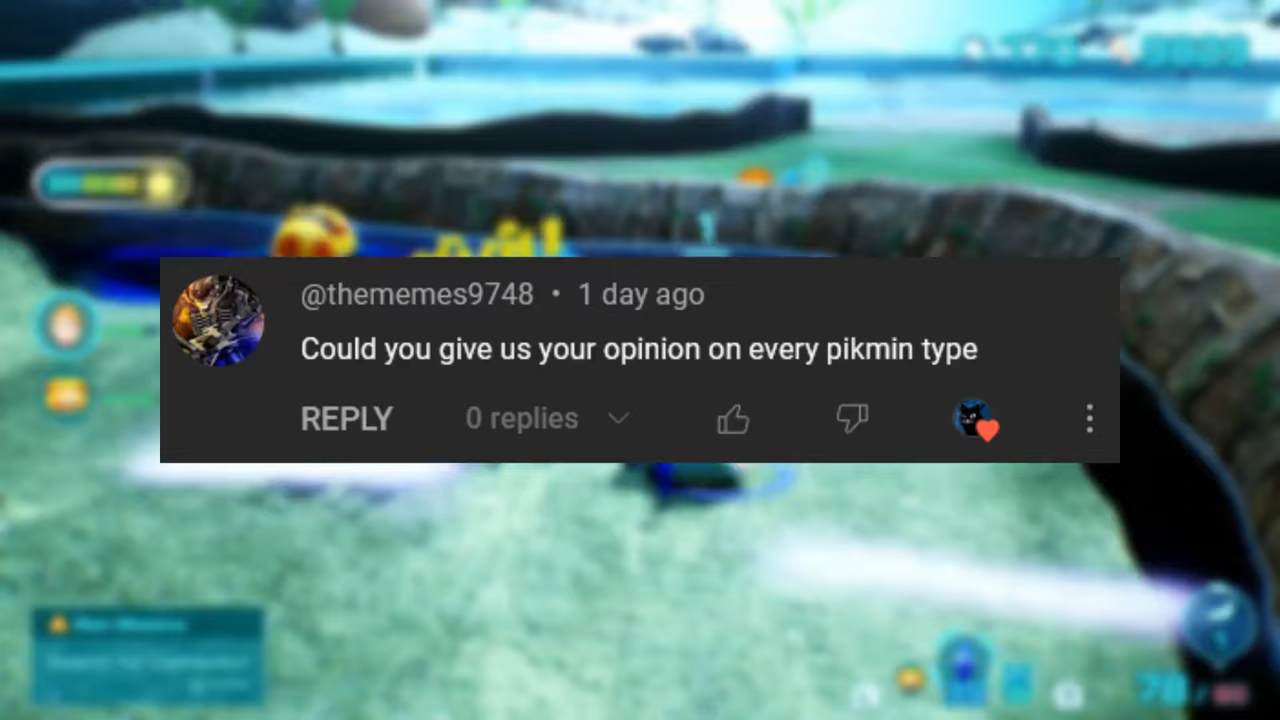 @thememes9748 • 1 day ago
Could you give us your opinion on every pikmin type
REPLY 0 replies